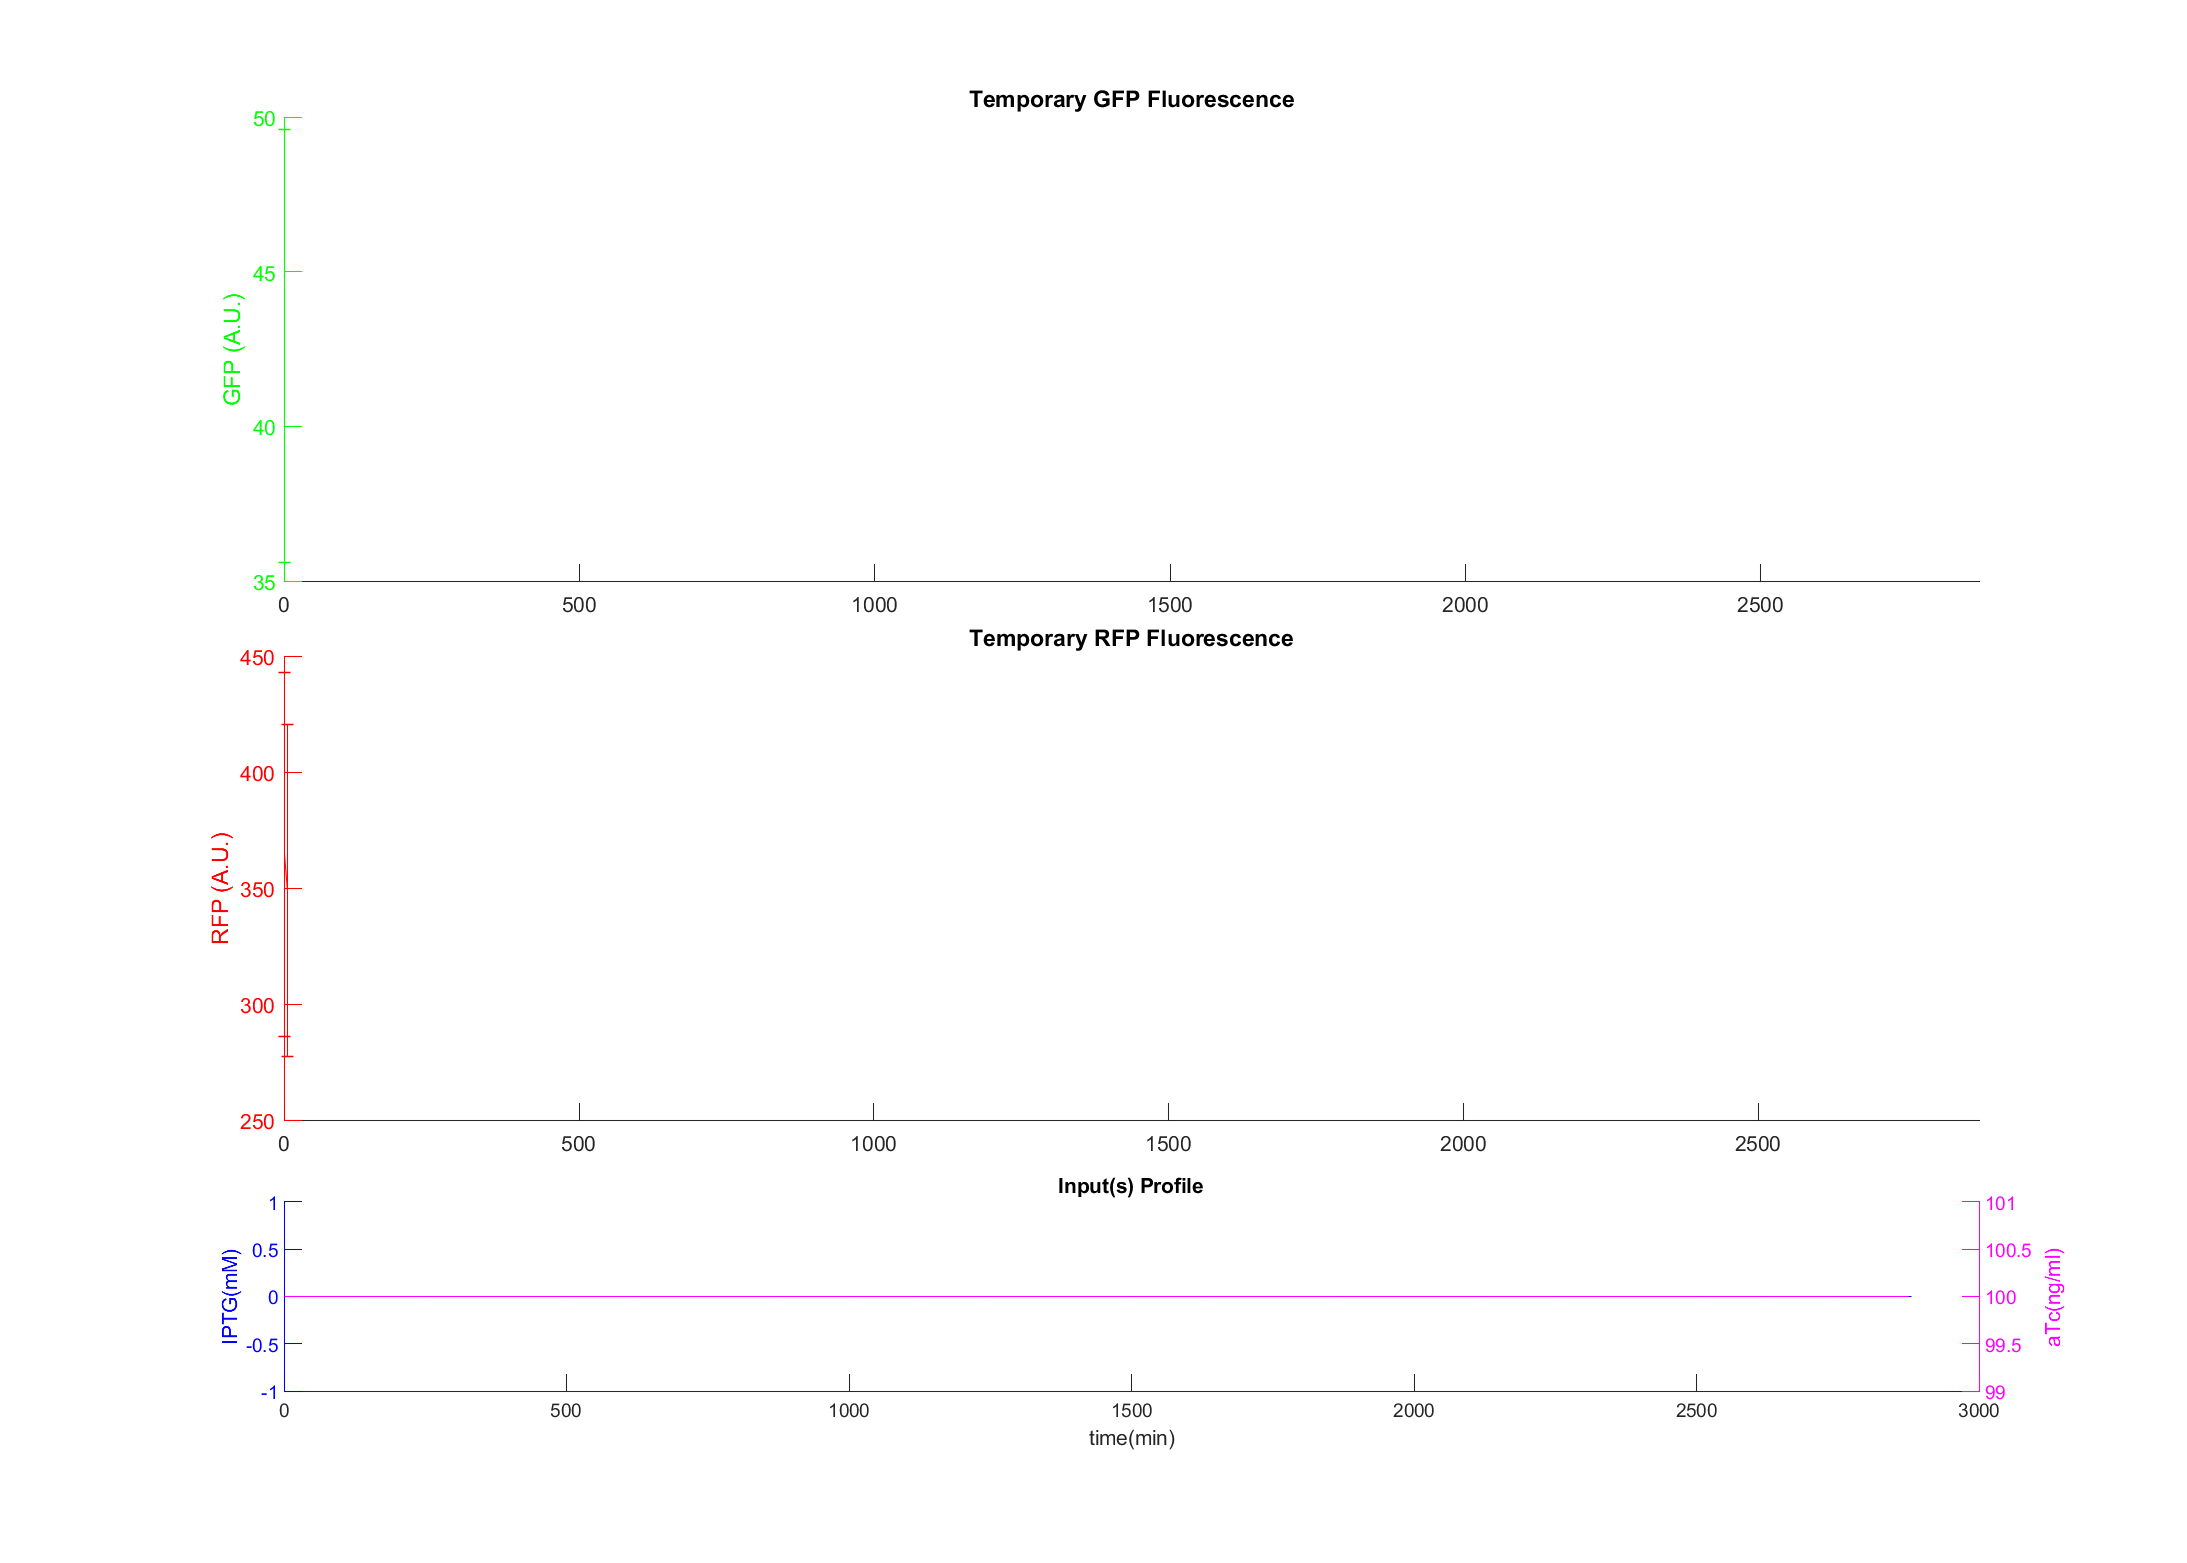 Temporary GFP Fluorescence
50
45
40
35
GFP (A.U.)
0 500 1000 1500 2000 2500
Temporary RFP Fluorescence
450
400
350
300
250
RFP (A.U.)
0 500 1000 1500 2000 2500
Input(s) Profile
1
0.5
0
-0.5
-1
IPTG(mM)
101
100.5
100
99.5
99
aTc(ng/ml)
0 500 1000 1500 2000 2500 3000
time(min)